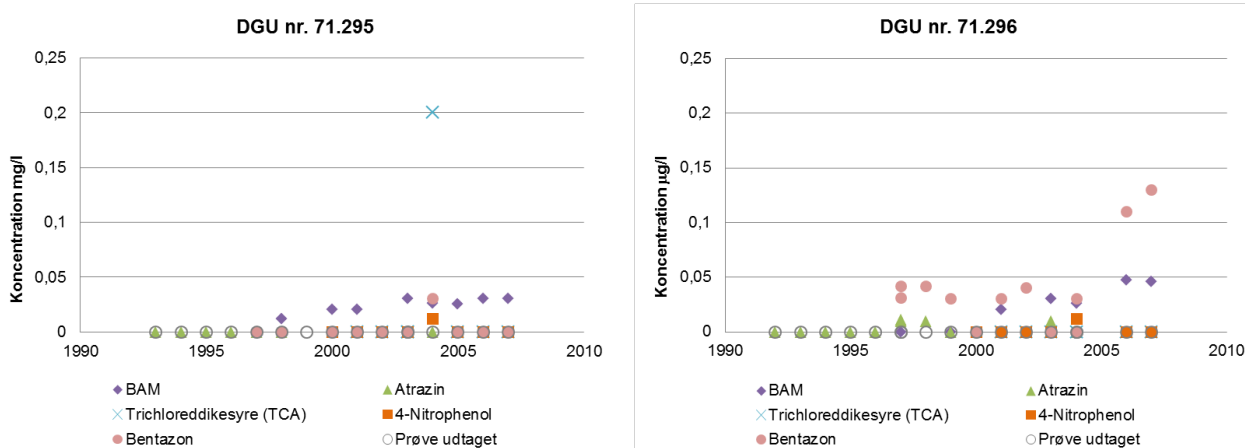 DGU nr. 71.295
Koncentration mg/l
0,25
0,2
0,15
0,1
0,05
0
1990 1995 2000 2005 2010
BAM Atrazin
Trichloreddikesyre (TCA) 4-Nitrophenol
Bentazon Prøve udtaget
DGU nr. 71.296
Koncentration µg/l
0,25
0,2
0,15
0,1
0,05
0
1990 1995 2000 2005 2010
BAM Atrazin
Trichloreddikesyre (TCA) 4-Nitrophenol
Bentazon Prøve udtaget